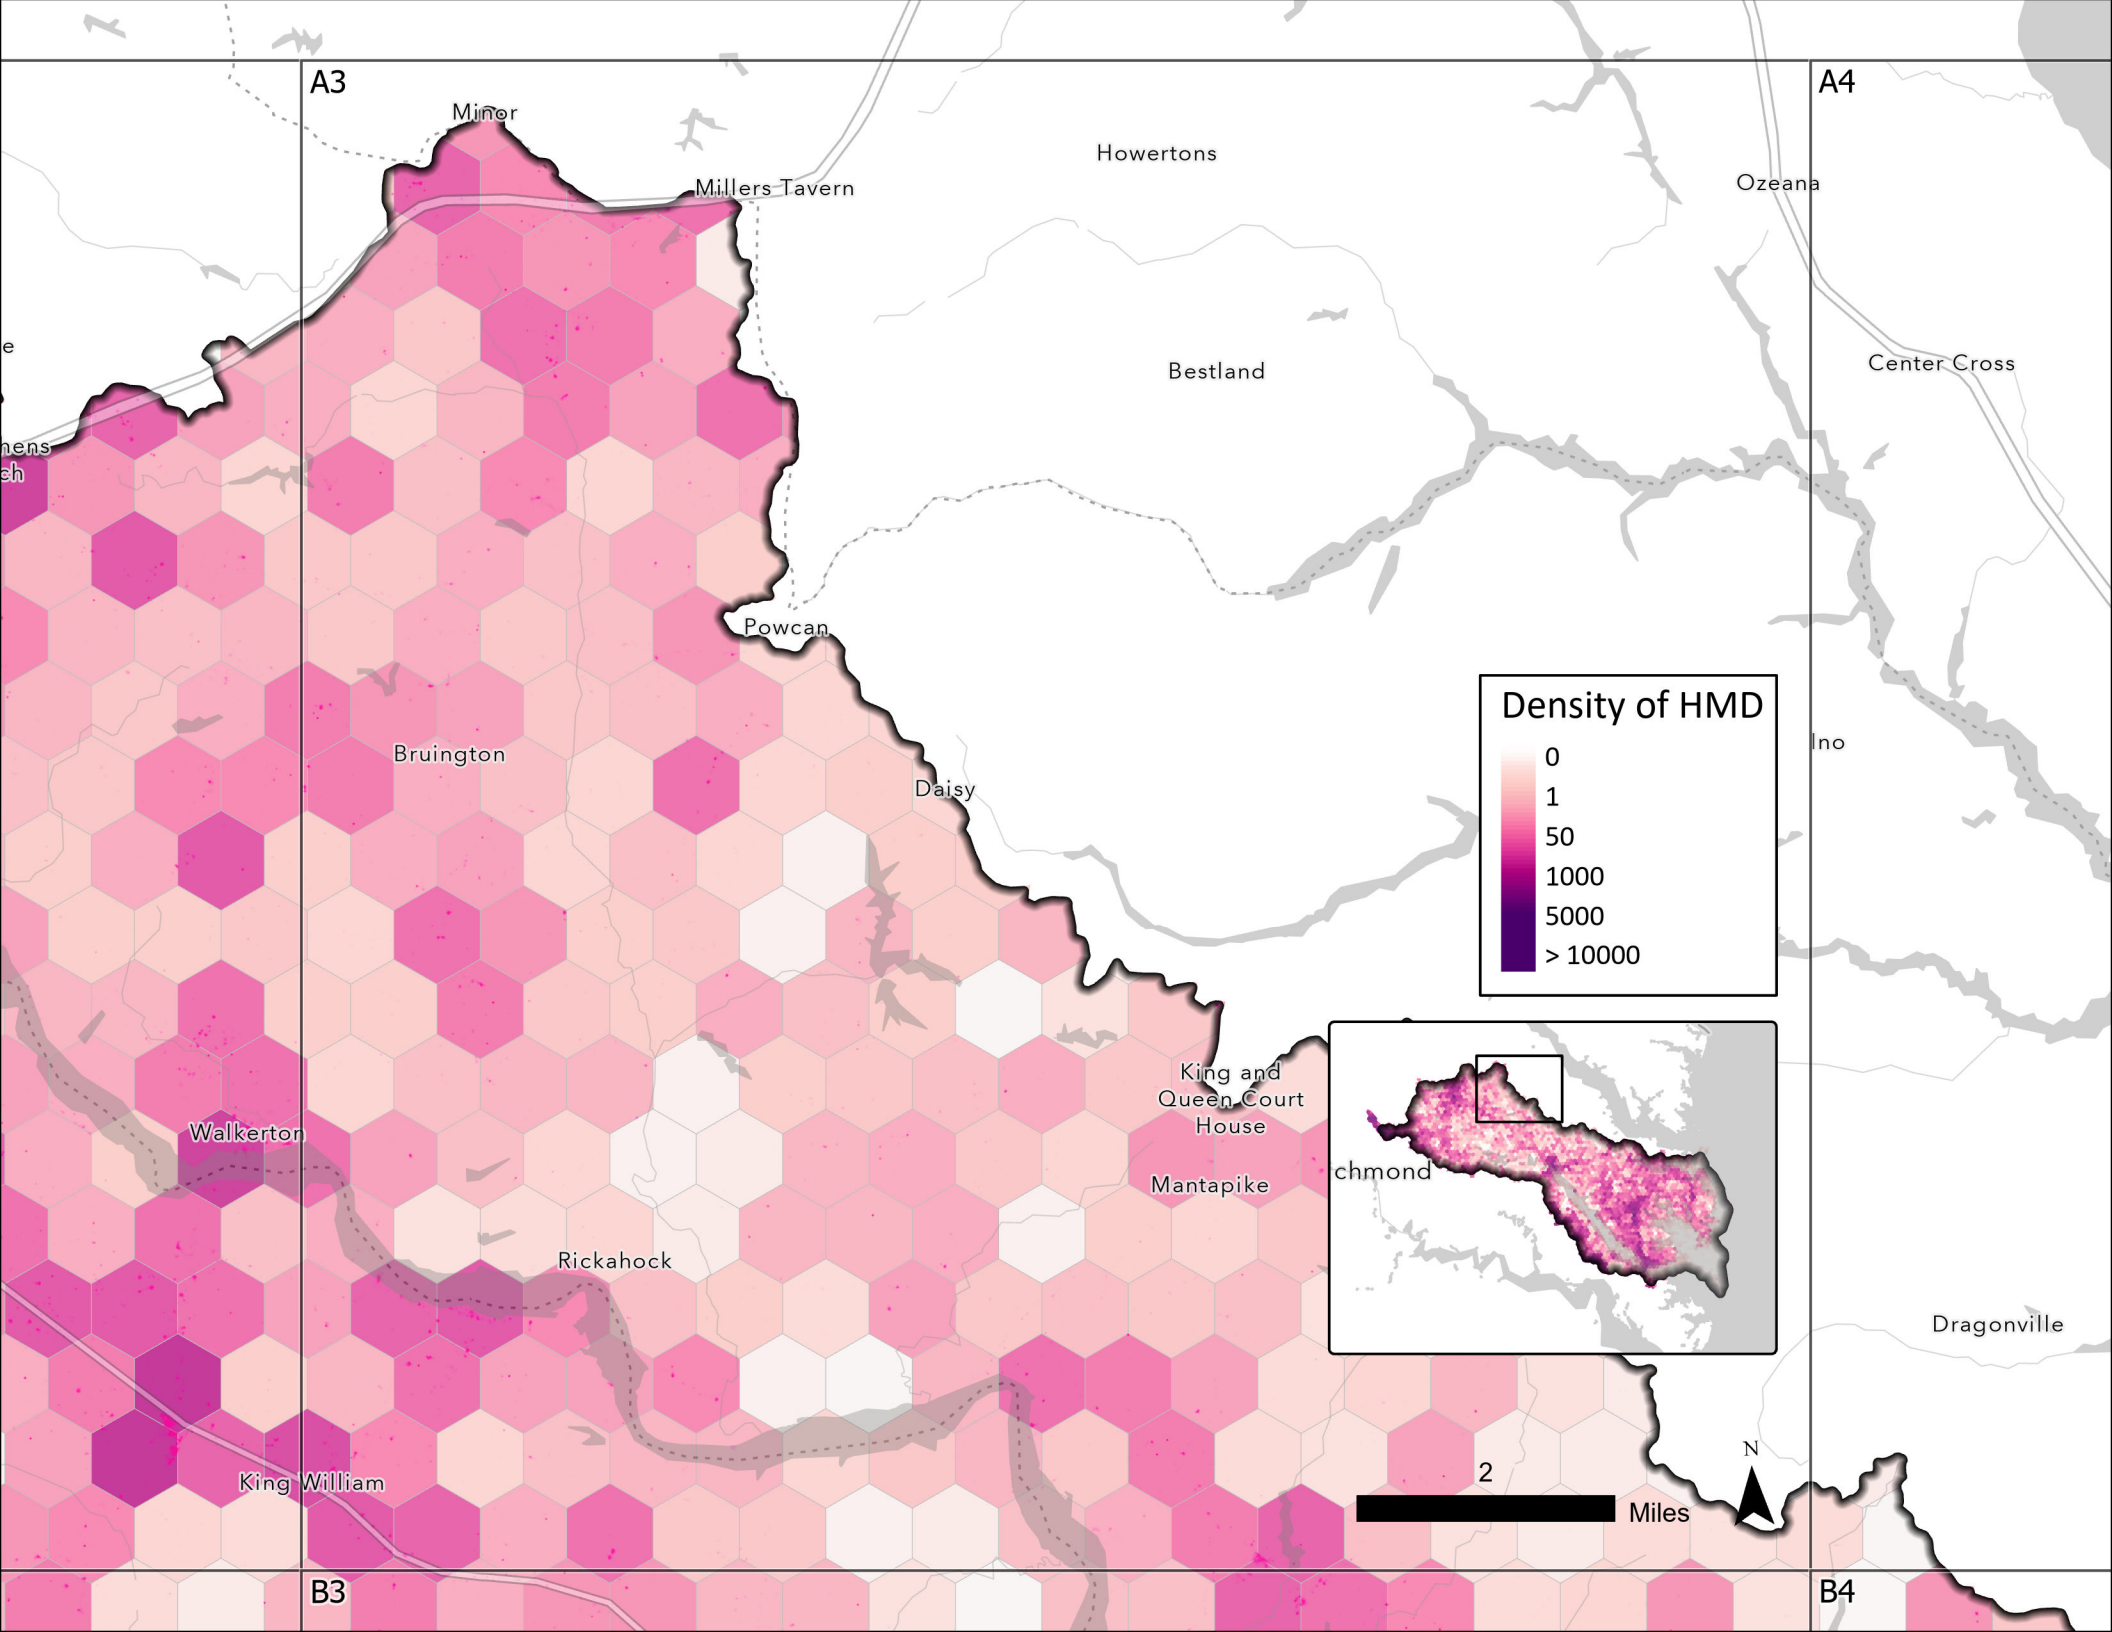 A3
A4
Minor
Howertons
Millers Tavern
Ozeana
e
Center Cross
Bestland
hens
ch
Powcan
Density of HMD
0
1
50
1000
5000
> 10000
Ino
Bruington
Daisy
King and
Queen Court
House
Walkerton
Mantapike
chmond
Rickahock
Dragonville
N
2
Miles
King William
B3
B4